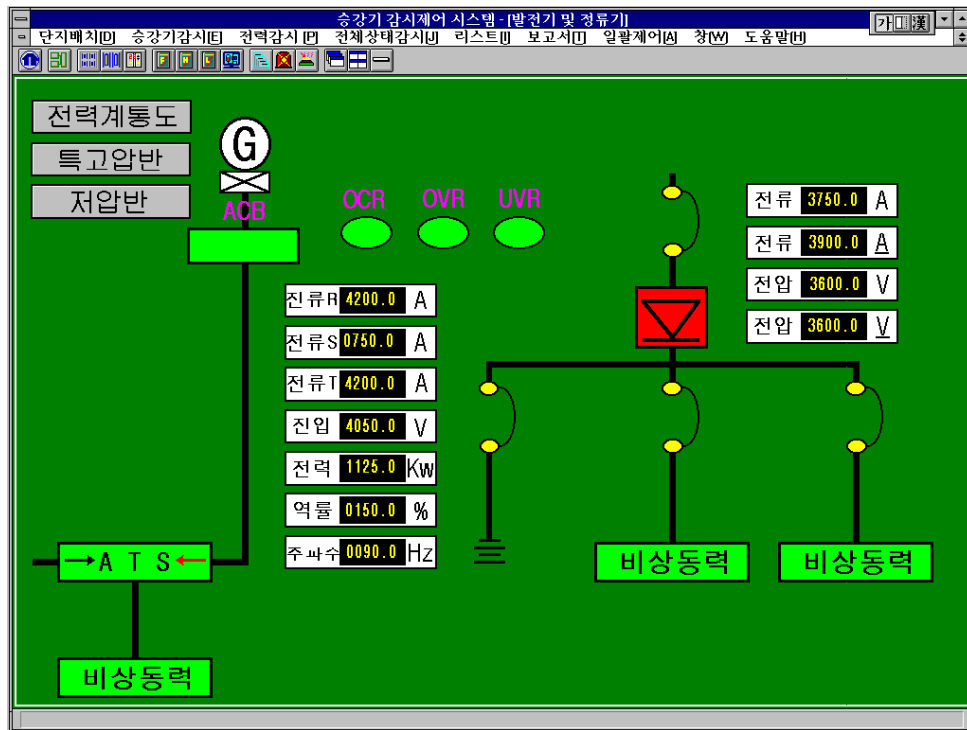 승강기 감시제어 시스템 - [발전기 및 정류기]
가 漢
단지배치[D] 승강기감시[E] 전력감시 [P] 전체상태감시[J] 리스트[I] 보고서[T] 일괄제어[A] 창[W] 도움말[H]
전력계통도
특고압반
저압반
G
ACB
OCR OVR UVR
전류R 4200.0 A
전류S 0750.0 A
전류T 4200.0 A
진입 4050.0 V
전력 1125.0 Kw
역률 0150.0 %
주파수 0090.0 Hz
전류 3750.0 A
전류 3900.0 A
전압 3600.0 V
전압 3600.0 V
→A T S←
비상동력
비상동력
비상동력